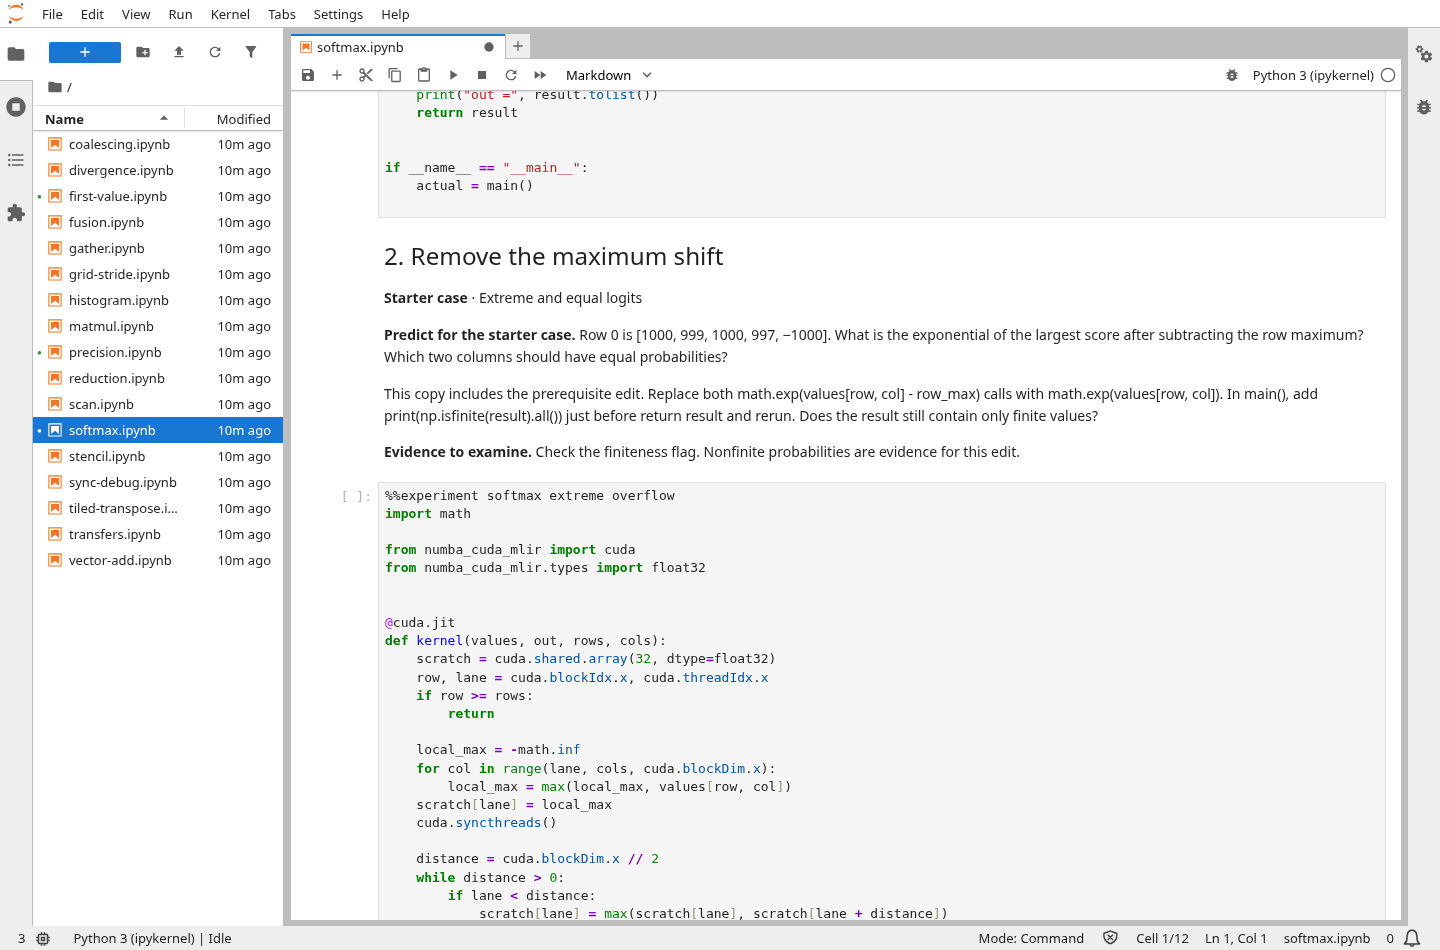 File Edit View Run Kernel Tabs Settings Help
+
/
Name Modified
coalescing.ipynb 10m ago
divergence.ipynb 10m ago
first-value.ipynb 10m ago
fusion.ipynb 10m ago
gather.ipynb 10m ago
grid-stride.ipynb 10m ago
histogram.ipynb 10m ago
matmul.ipynb 10m ago
precision.ipynb 10m ago
reduction.ipynb 10m ago
scan.ipynb 10m ago
softmax.ipynb 10m ago
stencil.ipynb 10m ago
sync-debug.ipynb 10m ago
tiled-transpose.i... 10m ago
transfers.ipynb 10m ago
vector-add.ipynb 10m ago
softmax.ipynb
Markdown Python 3 (ipykernel)
print("out =", result.tolist())
return result
if __name__ == "__main__":
actual = main()
2. Remove the maximum shift
Starter case · Extreme and equal logits
Predict for the starter case. Row 0 is [1000, 999, 1000, 997, −1000]. What is the exponential of the largest score after subtracting the row maximum?
Which two columns should have equal probabilities?
This copy includes the prerequisite edit. Replace both math.exp(values[row, col] - row_max) calls with math.exp(values[row, col]). In main(), add
print(np.isfinite(result).all()) just before return result and rerun. Does the result still contain only finite values?
Evidence to examine. Check the finiteness flag. Nonfinite probabilities are evidence for this edit.
[ ]:
%%experiment softmax extreme overflow
import math
from numba_cuda_mlir import cuda
from numba_cuda_mlir.types import float32
@cuda.jit
def kernel(values, out, rows, cols):
scratch = cuda.shared.array(32, dtype=float32)
row, lane = cuda.blockIdx.x, cuda.threadIdx.x
if row >= rows:
return
local_max = -math.inf
for col in range(lane, cols, cuda.blockDim.x):
local_max = max(local_max, values[row, col])
scratch[lane] = local_max
cuda.syncthreads()
distance = cuda.blockDim.x // 2
while distance > 0:
if lane < distance:
scratch[lane] = max(scratch[lane], scratch[lane + distance])
3 Python 3 (ipykernel) | Idle Mode: Command Cell 1/12 Ln 1, Col 1 softmax.ipynb 0